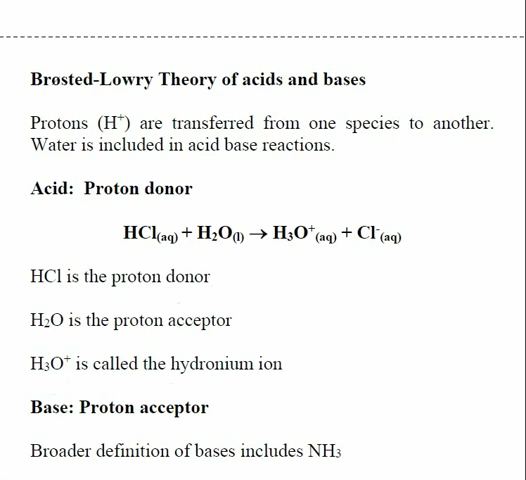 Brøsted-Lowry Theory of acids and bases
Protons (H⁺) are transferred from one species to another.
Water is included in acid base reactions.
Acid: Proton donor
HCl₍aq₎ + H₂O₍l₎ → H₃O⁺₍aq₎ + Cl⁻₍aq₎
HCl is the proton donor
H₂O is the proton acceptor
H₃O⁺ is called the hydronium ion
Base: Proton acceptor
Broader definition of bases includes NH₃